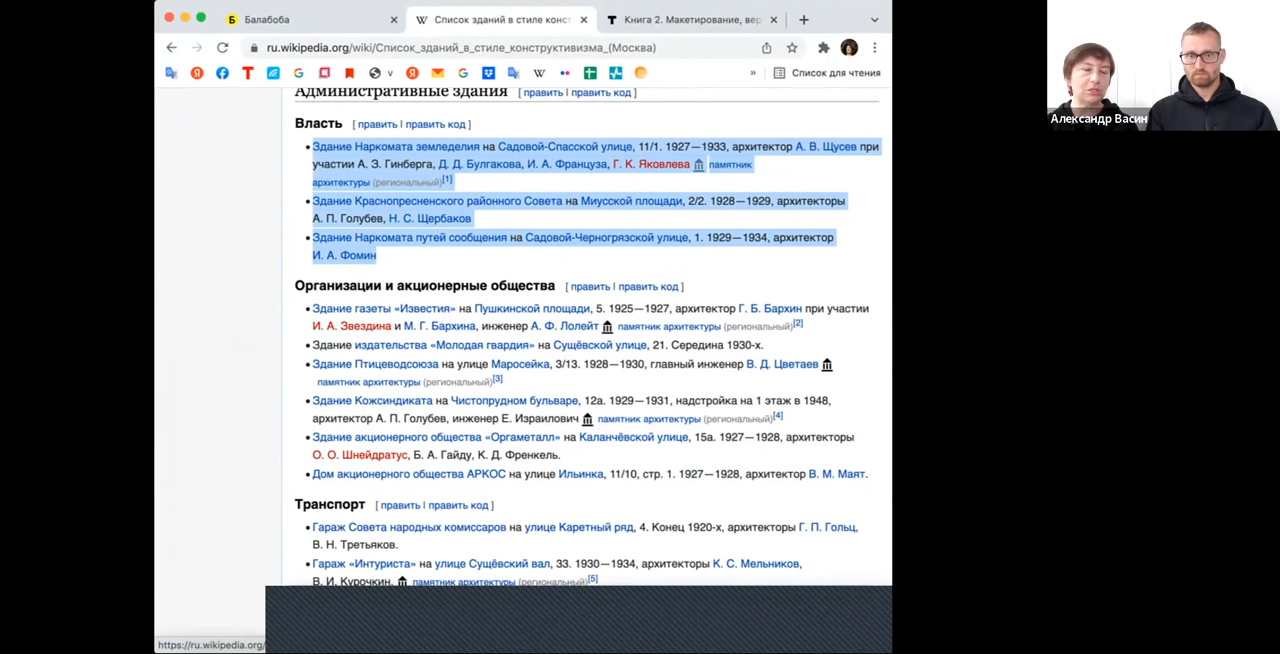 Балабоба
Список зданий в стиле конст
Книга 2. Макетирование, вер
ru.wikipedia.org/wiki/Список_зданий_в_стиле_конструктивизма_(Москва)
» Список для чтения
Административные здания [ править | править код ]
Власть [ править | править код ]
• Здание Наркомата земледелия на Садовой-Спасской улице, 11/1. 1927—1933, архитектор А. В. Щусев при
участии А. З. Гинберга, Д. Д. Булгакова, И. А. Француза, Г. К. Яковлева памятник
архитектуры (региональный)[1]
• Здание Краснопресненского районного Совета на Миусской площади, 2/2. 1928—1929, архитекторы
А. П. Голубев, Н. С. Щербаков
• Здание Наркомата путей сообщения на Садовой-Черногрязской улице, 1. 1929—1934, архитектор
И. А. Фомин
Организации и акционерные общества [ править | править код ]
• Здание газеты «Известия» на Пушкинской площади, 5. 1925—1927, архитектор Г. Б. Бархин при участии
И. А. Звездина и М. Г. Бархина, инженер А. Ф. Лолейт памятник архитектуры (региональный)[2]
• Здание издательства «Молодая гвардия» на Сущёвской улице, 21. Середина 1930-х.
• Здание Птицеводсоюза на улице Маросейка, 3/13. 1928—1930, главный инженер В. Д. Цветаев
памятник архитектуры (региональный)[3]
• Здание Кожсиндиката на Чистопрудном бульваре, 12а. 1929—1931, надстройка на 1 этаж в 1948,
архитектор А. П. Голубев, инженер Е. Израилович памятник архитектуры (региональный)[4]
• Здание акционерного общества «Оргаметалл» на Каланчёвской улице, 15а. 1927—1928, архитекторы
О. О. Шнейдратус, Б. А. Гайду, К. Д. Френкель.
• Дом акционерного общества АРКОС на улице Ильинка, 11/10, стр. 1. 1927—1928, архитектор В. М. Маят.
Транспорт [ править | править код ]
• Гараж Совета народных комиссаров на улице Каретный ряд, 4. Конец 1920-х, архитекторы Г. П. Гольц,
В. Н. Третьяков.
• Гараж «Интуриста» на улице Сущёвский вал, 33. 1930—1934, архитекторы К. С. Мельников,
В. И. Курочкин. памятник архитектуры (региональный)[5]
https://ru.wikipedia.org/
Александр Васин